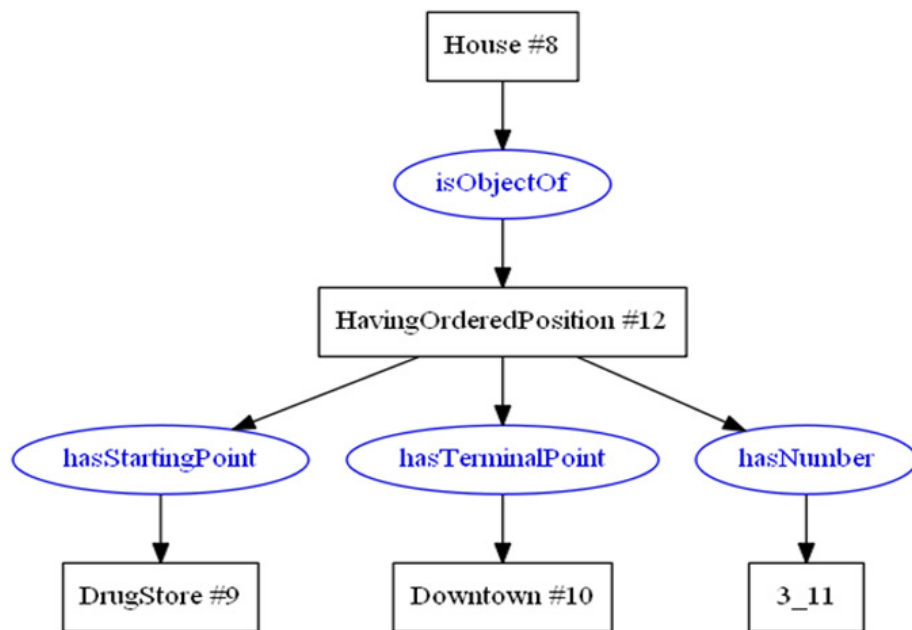 House #8
isObjectOf
HavingOrderedPosition #12
hasStartingPoint
hasTerminalPoint
hasNumber
DrugStore #9
Downtown #10
3_11